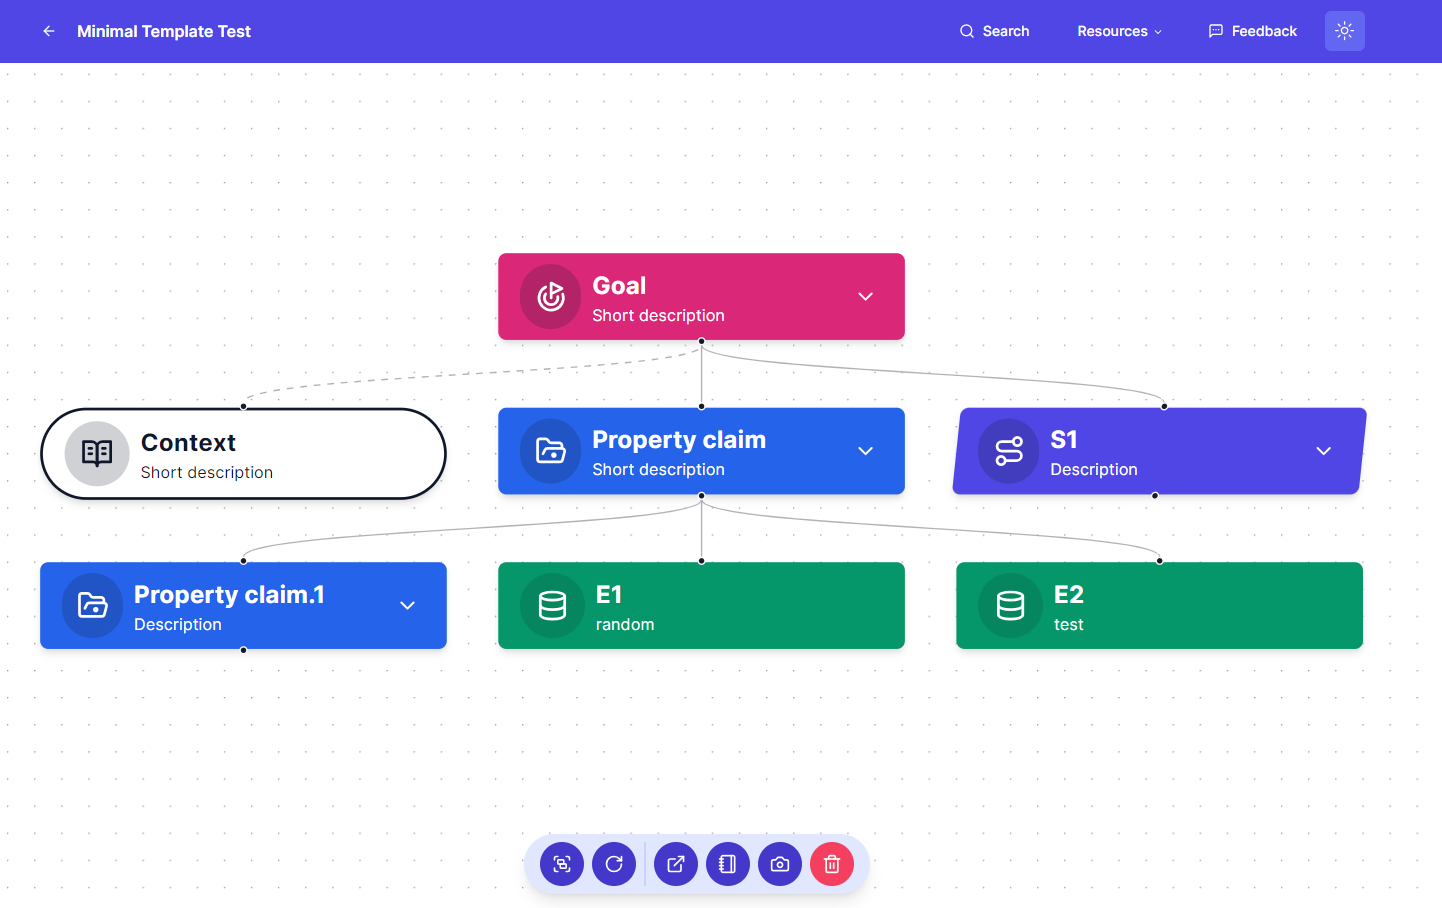 Minimal Template Test
Search
Resources
Feedback
Goal
Short description
Context
Short description
Property claim
Short description
S1
Description
Property claim.1
Description
E1
random
E2
test